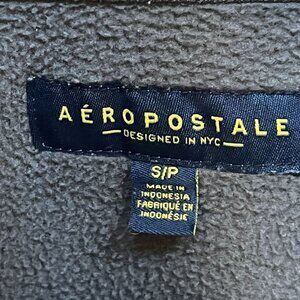 AÉROPOSTALE
DESIGNED IN NYC
S/P
MADE IN
INDONESIA
FABRIQUÉ EN
INDONÉSIE